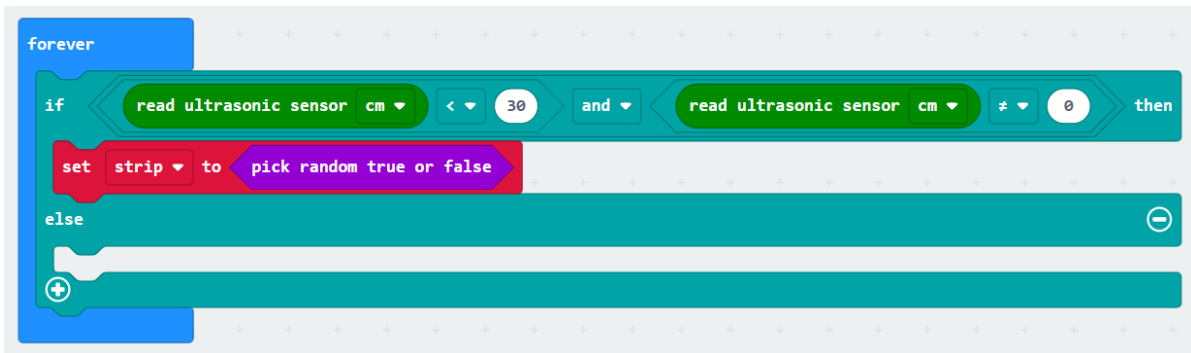 forever
if read ultrasonic sensor cm < 30 and read ultrasonic sensor cm ≠ 0 then
set strip to pick random true or false
else